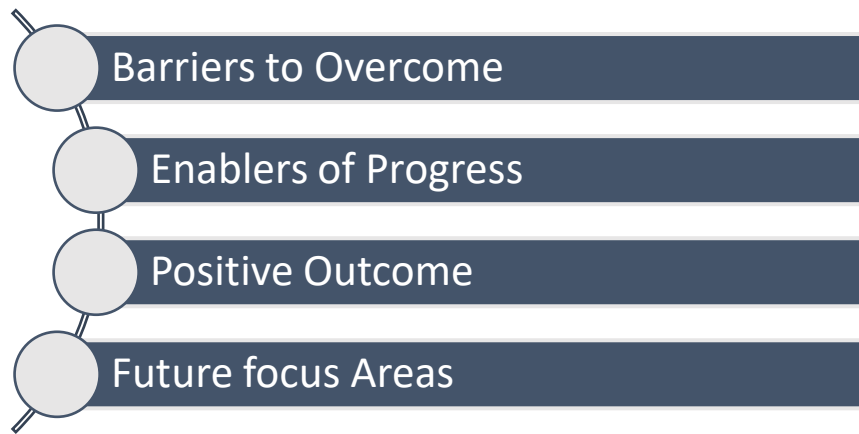 Barriers to Overcome
Enablers of Progress
Positive Outcome
Future focus Areas